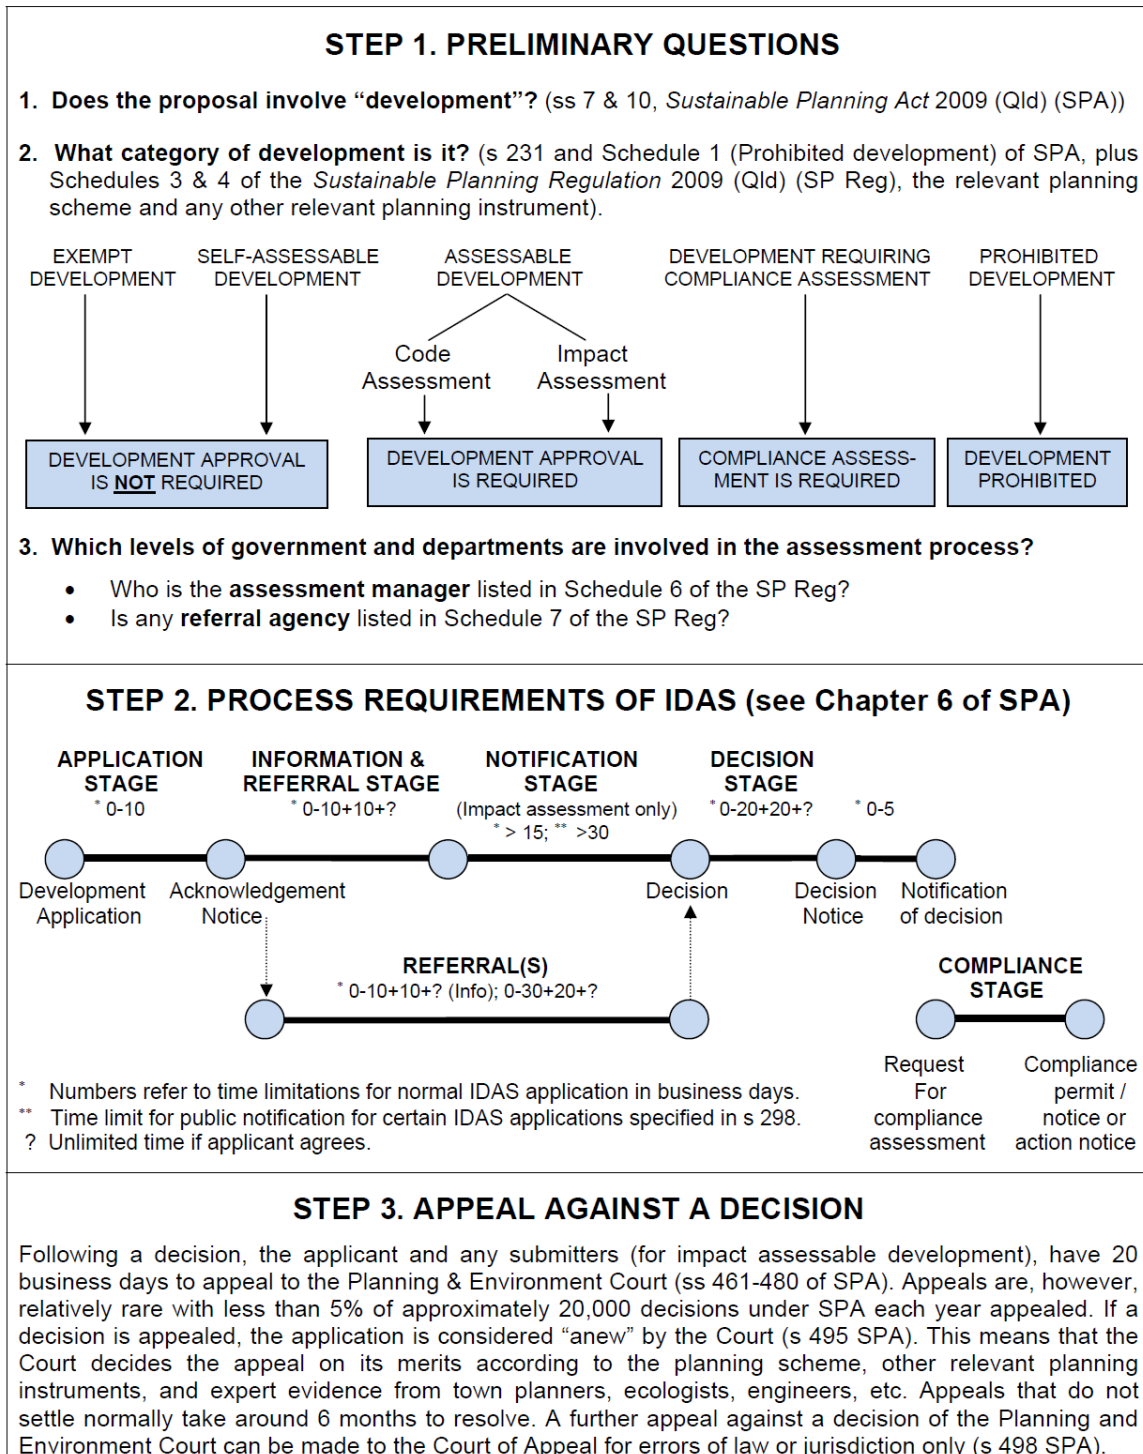 STEP 1. PRELIMINARY QUESTIONS
1. Does the proposal involve “development”? (ss 7 & 10, Sustainable Planning Act 2009 (Qld) (SPA))
2. What category of development is it? (s 231 and Schedule 1 (Prohibited development) of SPA, plus
Schedules 3 & 4 of the Sustainable Planning Regulation 2009 (Qld) (SP Reg), the relevant planning
scheme and any other relevant planning instrument).
EXEMPT
DEVELOPMENT
SELF-ASSESSABLE
DEVELOPMENT
ASSESSABLE
DEVELOPMENT
DEVELOPMENT REQUIRING
COMPLIANCE ASSESSMENT
PROHIBITED
DEVELOPMENT
Code
Assessment
Impact
Assessment
DEVELOPMENT APPROVAL
IS NOT REQUIRED
DEVELOPMENT APPROVAL
IS REQUIRED
COMPLIANCE ASSESS-
MENT IS REQUIRED
DEVELOPMENT
PROHIBITED
3. Which levels of government and departments are involved in the assessment process?
• Who is the assessment manager listed in Schedule 6 of the SP Reg?
• Is any referral agency listed in Schedule 7 of the SP Reg?
STEP 2. PROCESS REQUIREMENTS OF IDAS (see Chapter 6 of SPA)
APPLICATION
STAGE
* 0-10
INFORMATION &
REFERRAL STAGE
* 0-10+10+?
NOTIFICATION
STAGE
(Impact assessment only)
* > 15; ** >30
DECISION
STAGE
* 0-20+20+?
* 0-5
Development
Application
Acknowledgement
Notice
Decision
Decision
Notice
Notification
of decision
REFERRAL(S)
* 0-10+10+? (Info); 0-30+20+?
COMPLIANCE
STAGE
Request
For
compliance
assessment
Compliance
permit /
notice or
action notice
* Numbers refer to time limitations for normal IDAS application in business days.
** Time limit for public notification for certain IDAS applications specified in s 298.
? Unlimited time if applicant agrees.
STEP 3. APPEAL AGAINST A DECISION
Following a decision, the applicant and any submitters (for impact assessable development), have 20
business days to appeal to the Planning & Environment Court (ss 461-480 of SPA). Appeals are, however,
relatively rare with less than 5% of approximately 20,000 decisions under SPA each year appealed. If a
decision is appealed, the application is considered “anew” by the Court (s 495 SPA). This means that the
Court decides the appeal on its merits according to the planning scheme, other relevant planning
instruments, and expert evidence from town planners, ecologists, engineers, etc. Appeals that do not
settle normally take around 6 months to resolve. A further appeal against a decision of the Planning and
Environment Court can be made to the Court of Appeal for errors of law or jurisdiction only (s 498 SPA).